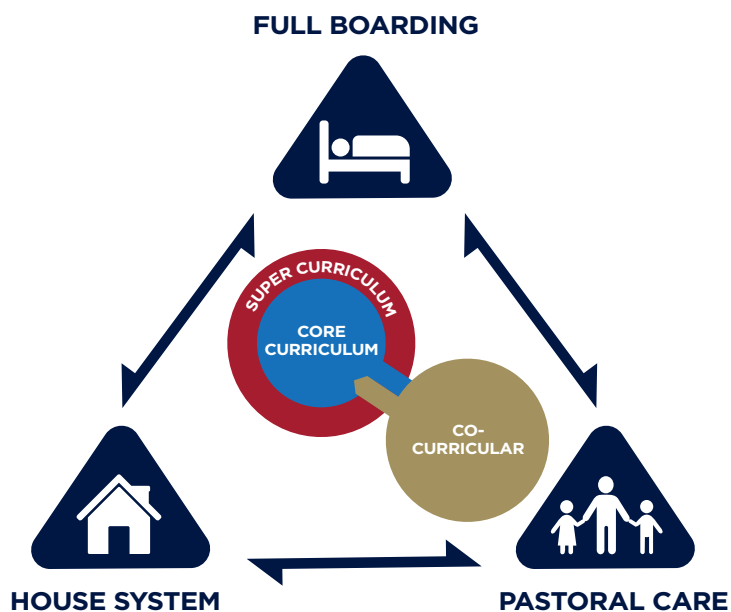 FULL BOARDING
SUPER CURRICULUM
CORE
CURRICULUM
CO-
CURRICULAR
HOUSE SYSTEM
PASTORAL CARE